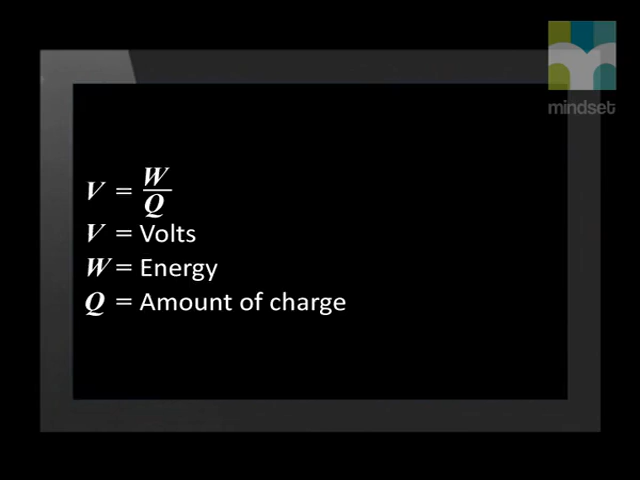 mindset
V = W/Q
V = Volts
W = Energy
Q = Amount of charge